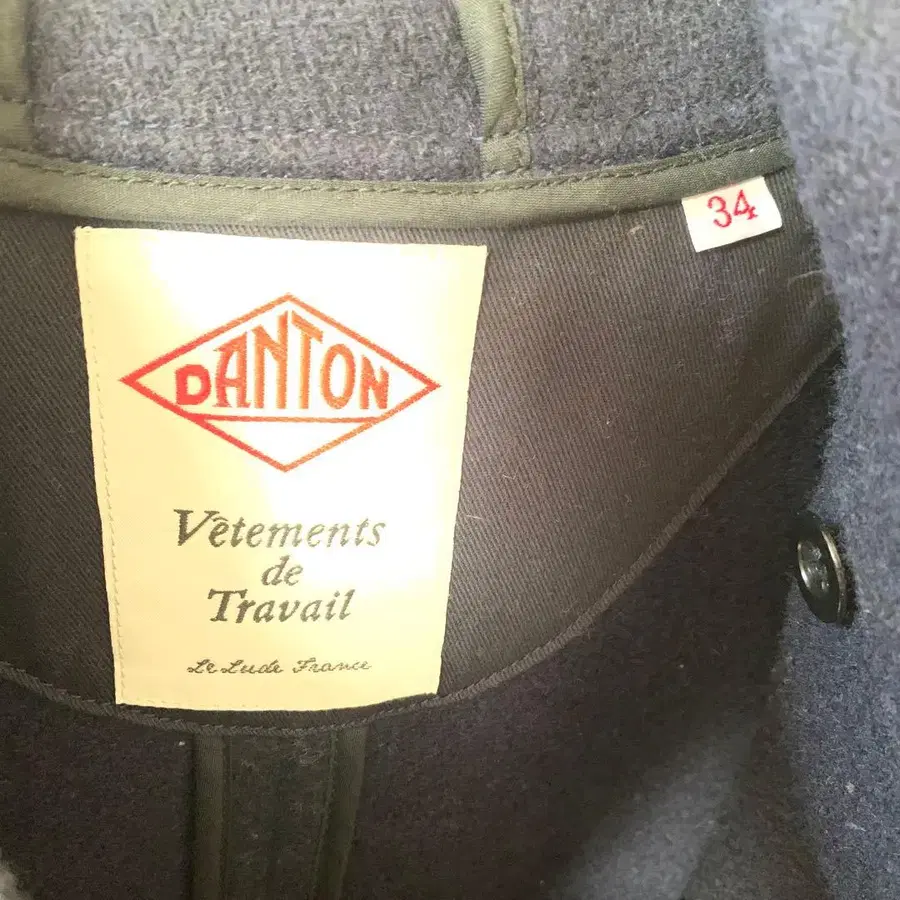 34
DANTON
Vêtements
de
Travail
Le Lude France